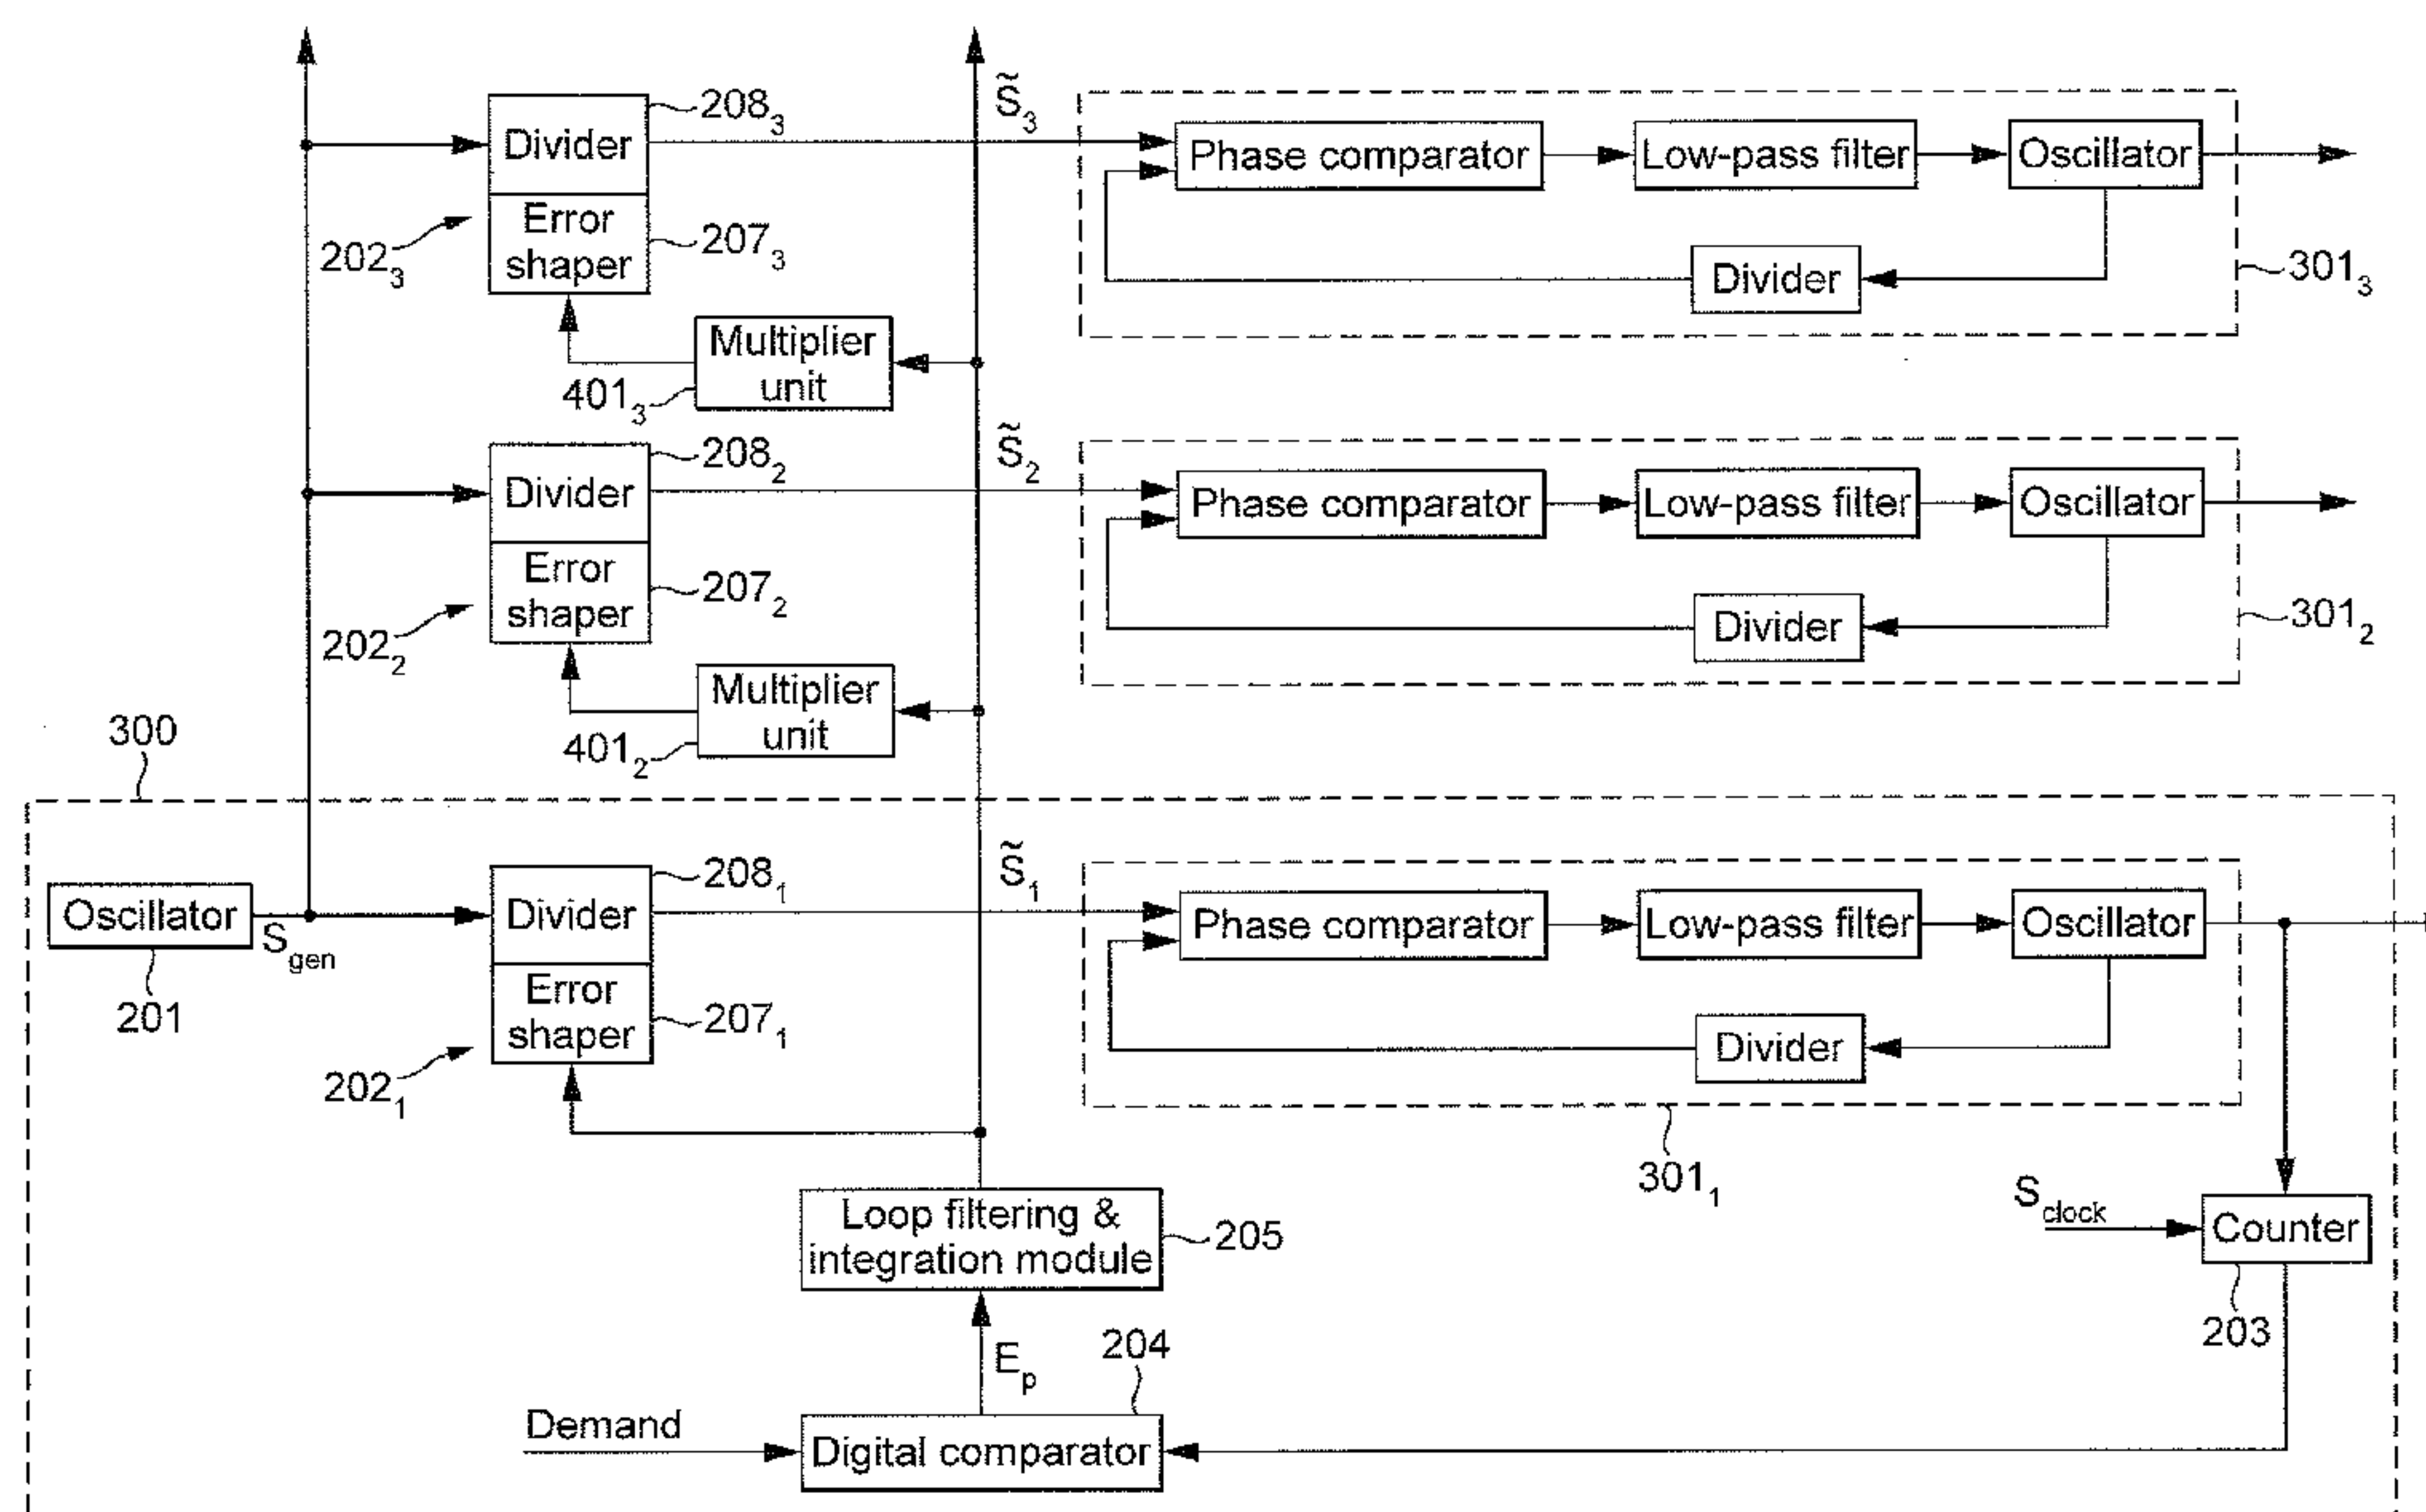 S̃₃
Divider
208₃
Phase comparator
Low-pass filter
Oscillator
Error
shaper
207₃
202₃
Divider
301₃
Multiplier
unit
401₃
S̃₂
Divider
208₂
Phase comparator
Low-pass filter
Oscillator
Error
shaper
207₂
202₂
Divider
301₂
Multiplier
unit
401₂
300
S̃₁
Oscillator
S_gen
201
Divider
208₁
Phase comparator
Low-pass filter
Oscillator
Error
shaper
207₁
202₁
Divider
301₁
Loop filtering &
integration module
205
S_clock
Counter
203
E_p
204
Demand
Digital comparator